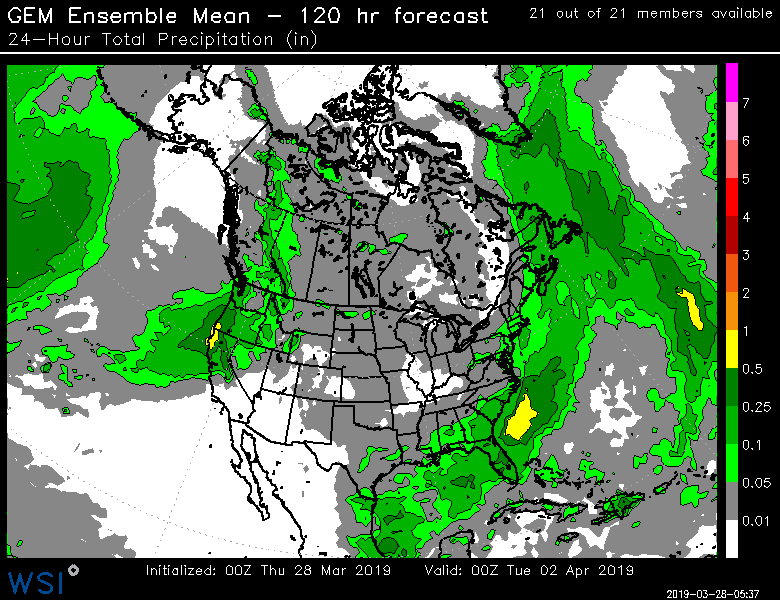 GEM Ensemble Mean – 120 hr forecast
21 out of 21 members available
24–Hour Total Precipitation (in)
7
6
5
4
3
2
1
0.5
0.25
0.1
0.05
0.01
Initialized: 00Z Thu 28 Mar 2019
Valid: 00Z Tue 02 Apr 2019
WSI
2019-03-28-05:37